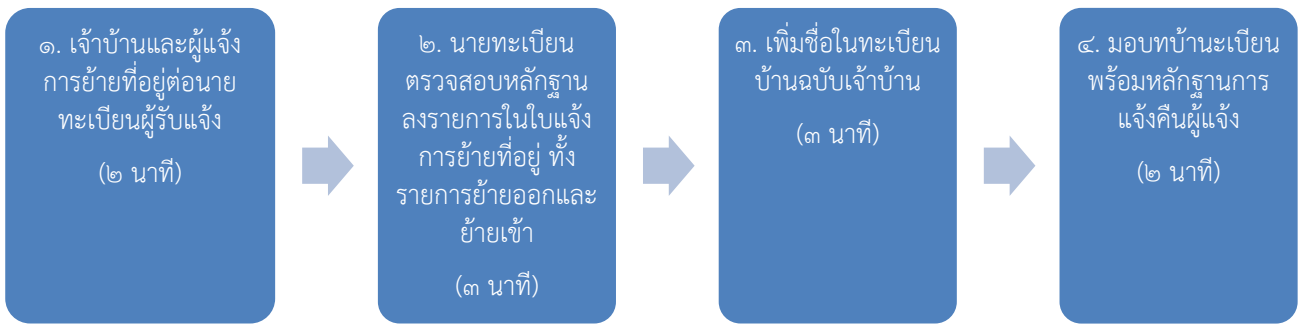 ๑. เจ้าบ้านและผู้แจ้ง
การย้ายที่อยู่ต่อนาย
ทะเบียนผู้รับแจ้ง
(๒ นาที)
๒. นายทะเบียน
ตรวจสอบหลักฐาน
ลงรายการในใบแจ้ง
การย้ายที่อยู่ ทั้ง
รายการย้ายออกและ
ย้ายเข้า
(๓ นาที)
๓. เพิ่มชื่อในทะเบียน
บ้านฉบับเจ้าบ้าน
(๓ นาที)
๔. มอบทบ้านะเบียน
พร้อมหลักฐานการ
แจ้งคืนผู้แจ้ง
(๒ นาที)